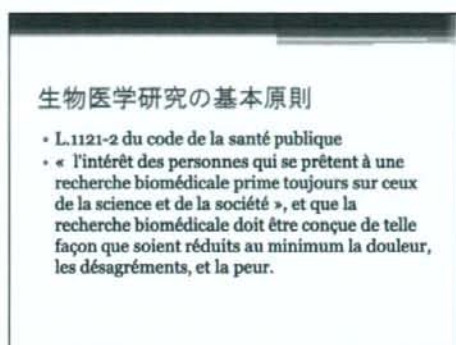 生物医学研究の基本原則
• L.1121-2 du code de la santé publique
• « l'intérêt des personnes qui se prêtent à une
recherche biomédicale prime toujours sur ceux
de la science et de la société », et que la
recherche biomédicale doit être conçue de telle
façon que soient réduits au minimum la douleur,
les désagréments, et la peur.